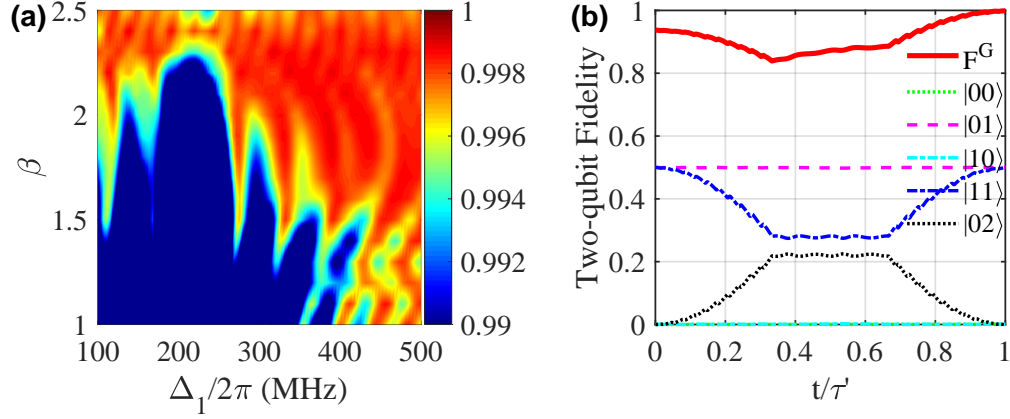 (a)
2.5
2
1.5
1
β
100 200 300 400 500
Δ₁/2π (MHz)
1
0.998
0.996
0.994
0.992
0.99
(b)
1
0.8
0.6
0.4
0.2
0
Two-qubit Fidelity
0 0.2 0.4 0.6 0.8 1
t/τ'
Fᴳ
|00⟩
|01⟩
|10⟩
|11⟩
|02⟩